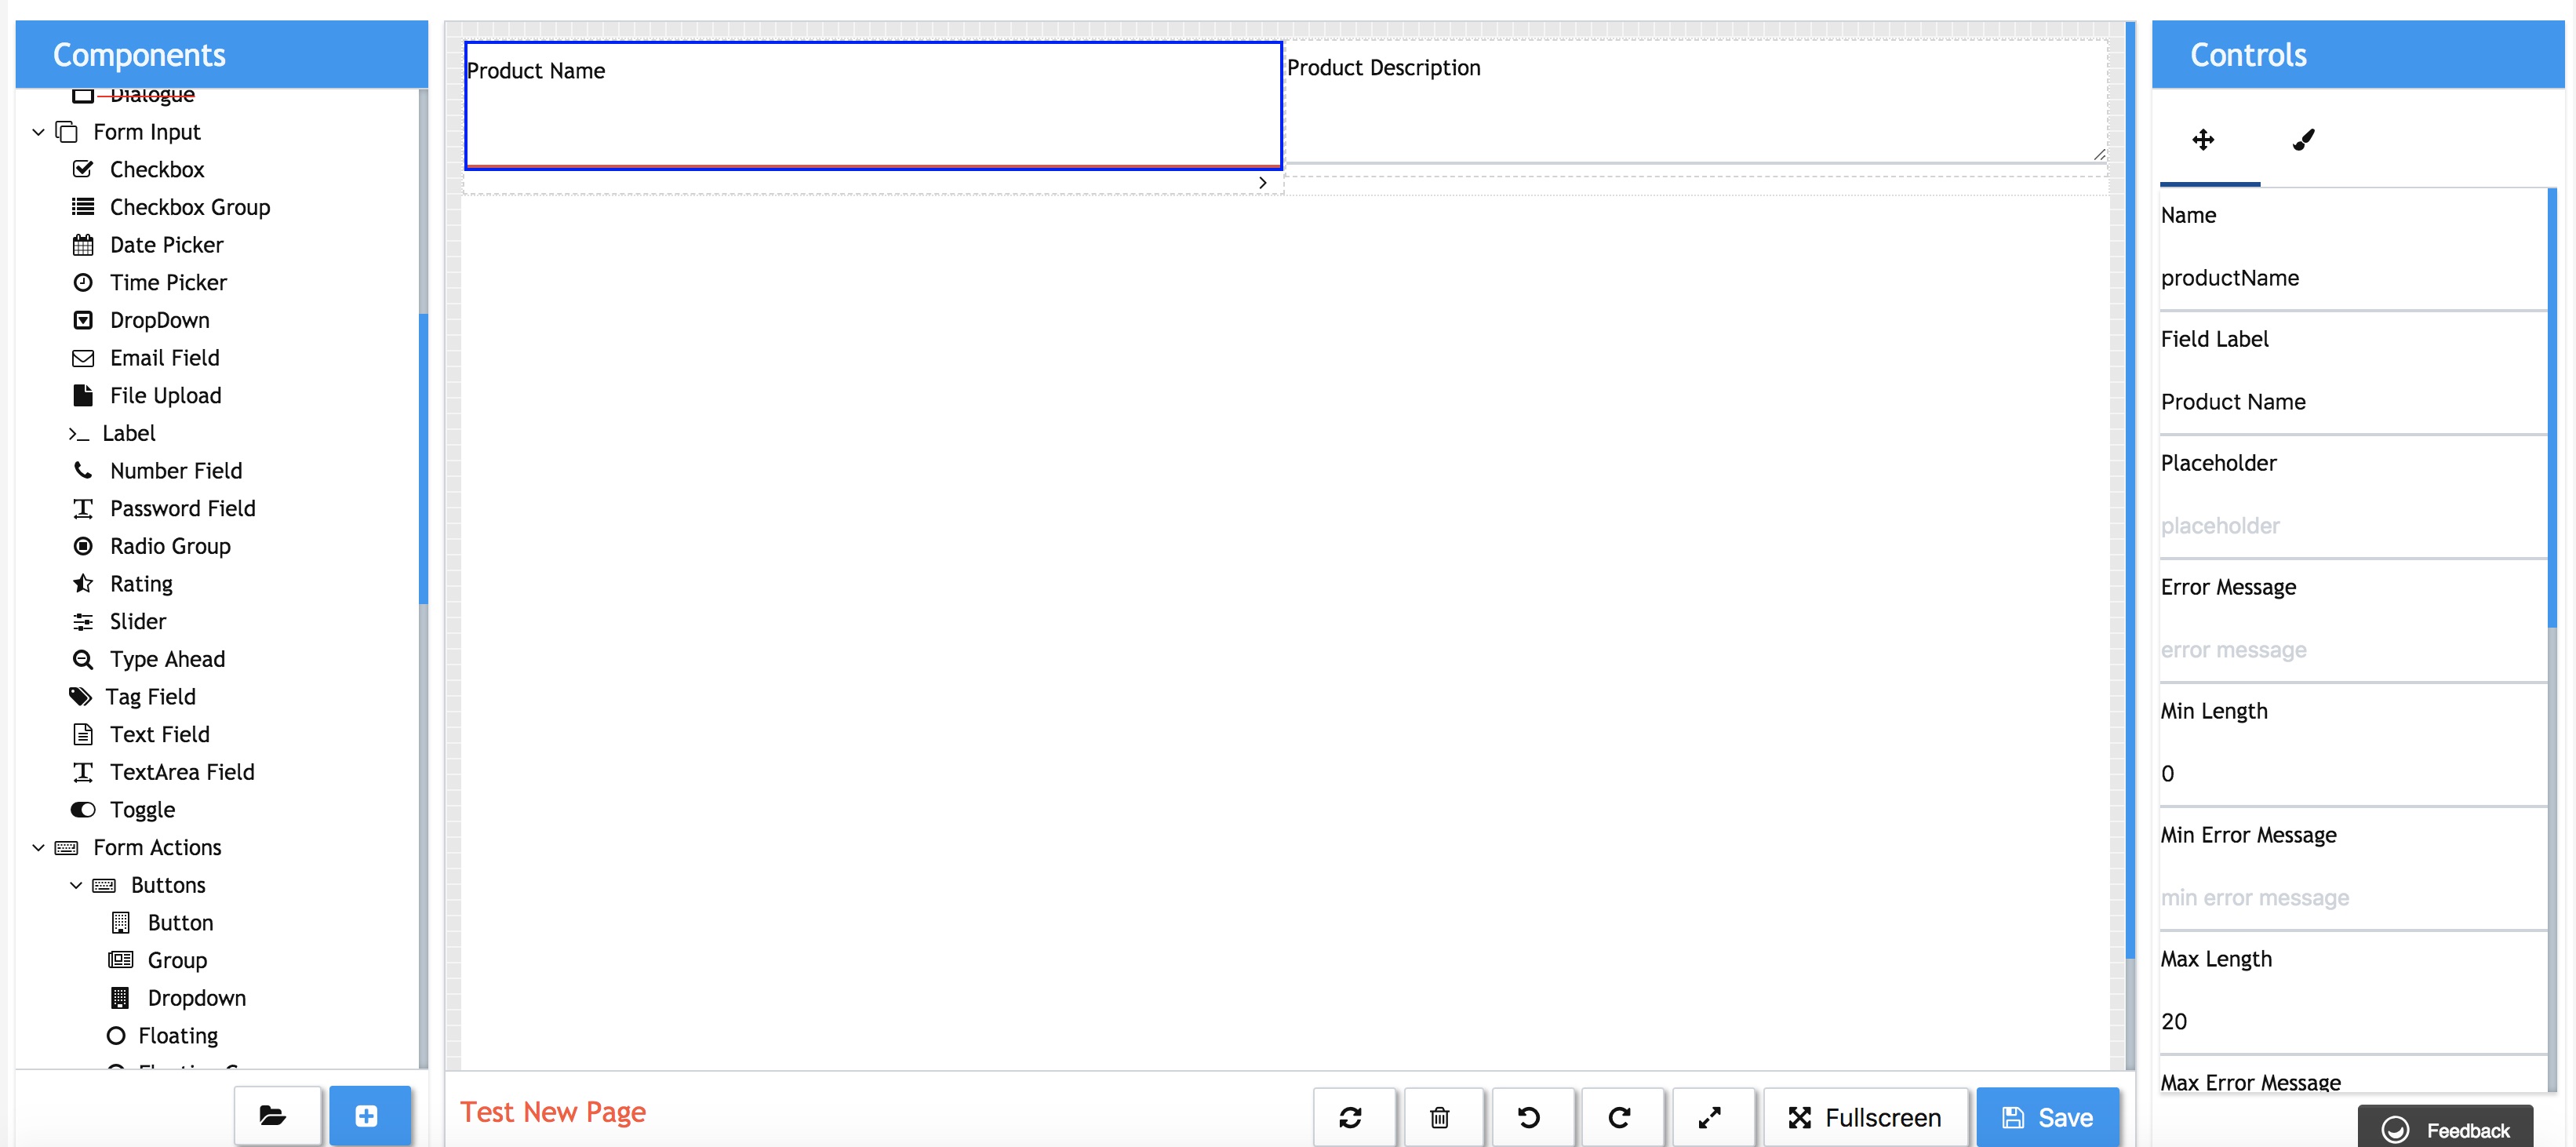 Components
Dialogue
Form Input
Checkbox
Checkbox Group
Date Picker
Time Picker
DropDown
Email Field
File Upload
Label
Number Field
Password Field
Radio Group
Rating
Slider
Type Ahead
Tag Field
Text Field
TextArea Field
Toggle
Form Actions
Buttons
Button
Group
Dropdown
Floating
Product Name
Product Description
Test New Page
Fullscreen
Save
Controls
Name
productName
Field Label
Product Name
Placeholder
placeholder
Error Message
error message
Min Length
0
Min Error Message
min error message
Max Length
20
Max Error Message
Feedback